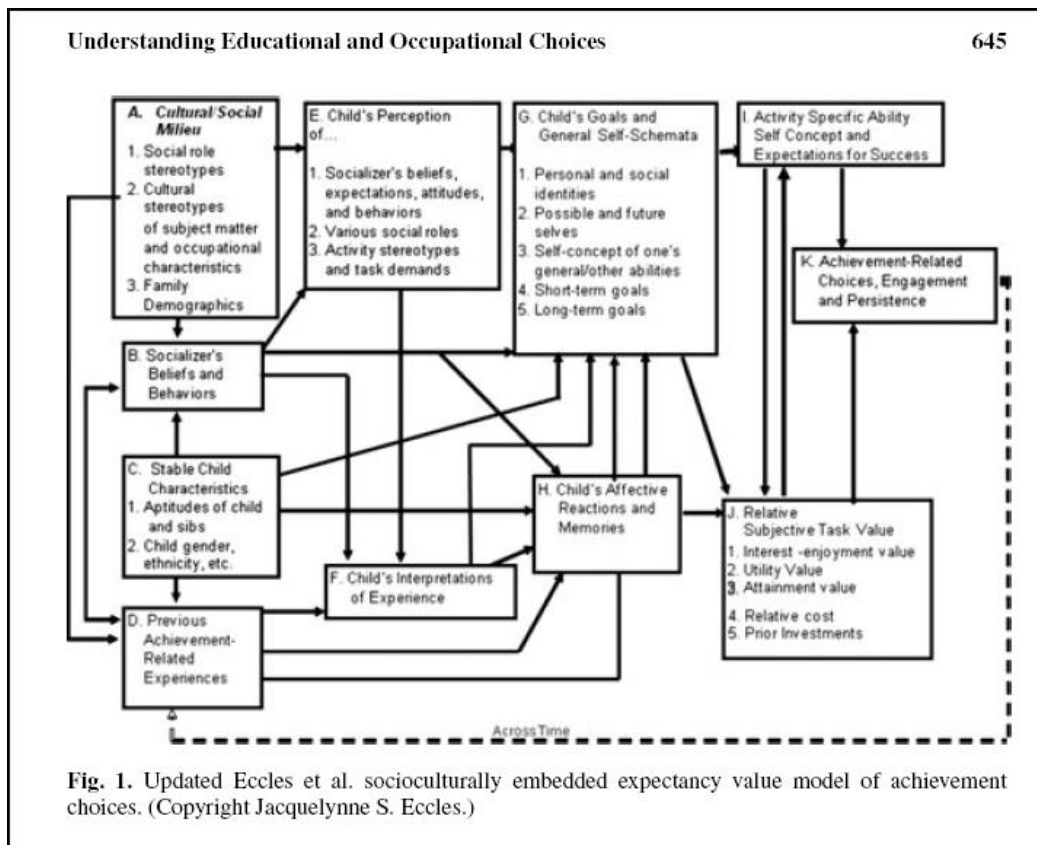 Understanding Educational and Occupational Choices 645
A. Cultural/Social
Milieu
1. Social role
stereotypes
2. Cultural
stereotypes
of subject matter
and occupational
characteristics
3. Family
Demographics
B. Socializer's
Beliefs and
Behaviors
C. Stable Child
Characteristics
1. Aptitudes of child
and sibs
2. Child gender,
ethnicity, etc.
D. Previous
Achievement-
Related
Experiences
E. Child's Perception
of...
1. Socializer's beliefs,
expectations, attitudes,
and behaviors
2. Various social roles
3. Activity stereotypes
and task demands
F. Child's Interpretations
of Experience
G. Child's Goals and
General Self-Schemata
1. Personal and social
identities
2. Possible and future
selves
3. Self-concept of one's
general/other abilities
4. Short-term goals
5. Long-term goals
H. Child's Affective
Reactions and
Memories
I. Activity Specific Ability
Self Concept and
Expectations for Success
J. Relative
Subjective Task Value
1. Interest -enjoyment value
2. Utility Value
3. Attainment value
4. Relative cost
5. Prior Investments
K. Achievement-Related
Choices, Engagement
and Persistence
Across Time
Fig. 1. Updated Eccles et al. socioculturally embedded expectancy value model of achievement
choices. (Copyright Jacquelynne S. Eccles.)